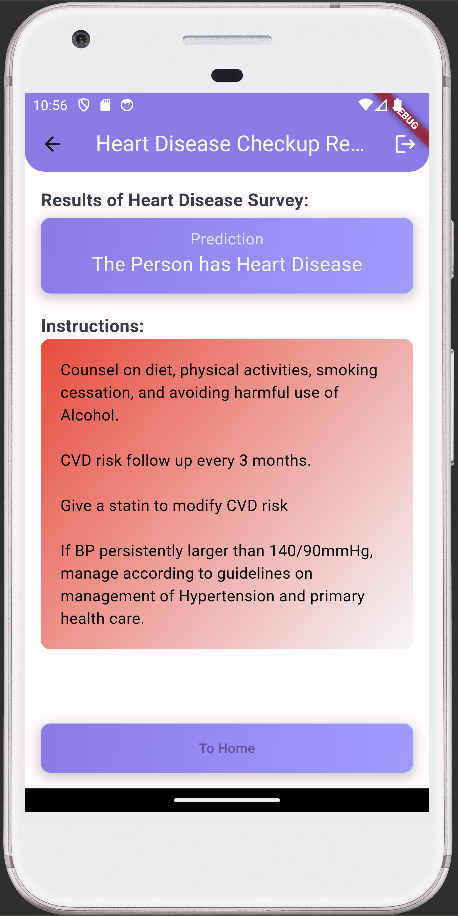 10:56
DEBUG
Heart Disease Checkup Re…
Results of Heart Disease Survey:
Prediction
The Person has Heart Disease
Instructions:
Counsel on diet, physical activities, smoking
cessation, and avoiding harmful use of
Alcohol.
CVD risk follow up every 3 months.
Give a statin to modify CVD risk
If BP persistently larger than 140/90mmHg,
manage according to guidelines on
management of Hypertension and primary
health care.
To Home